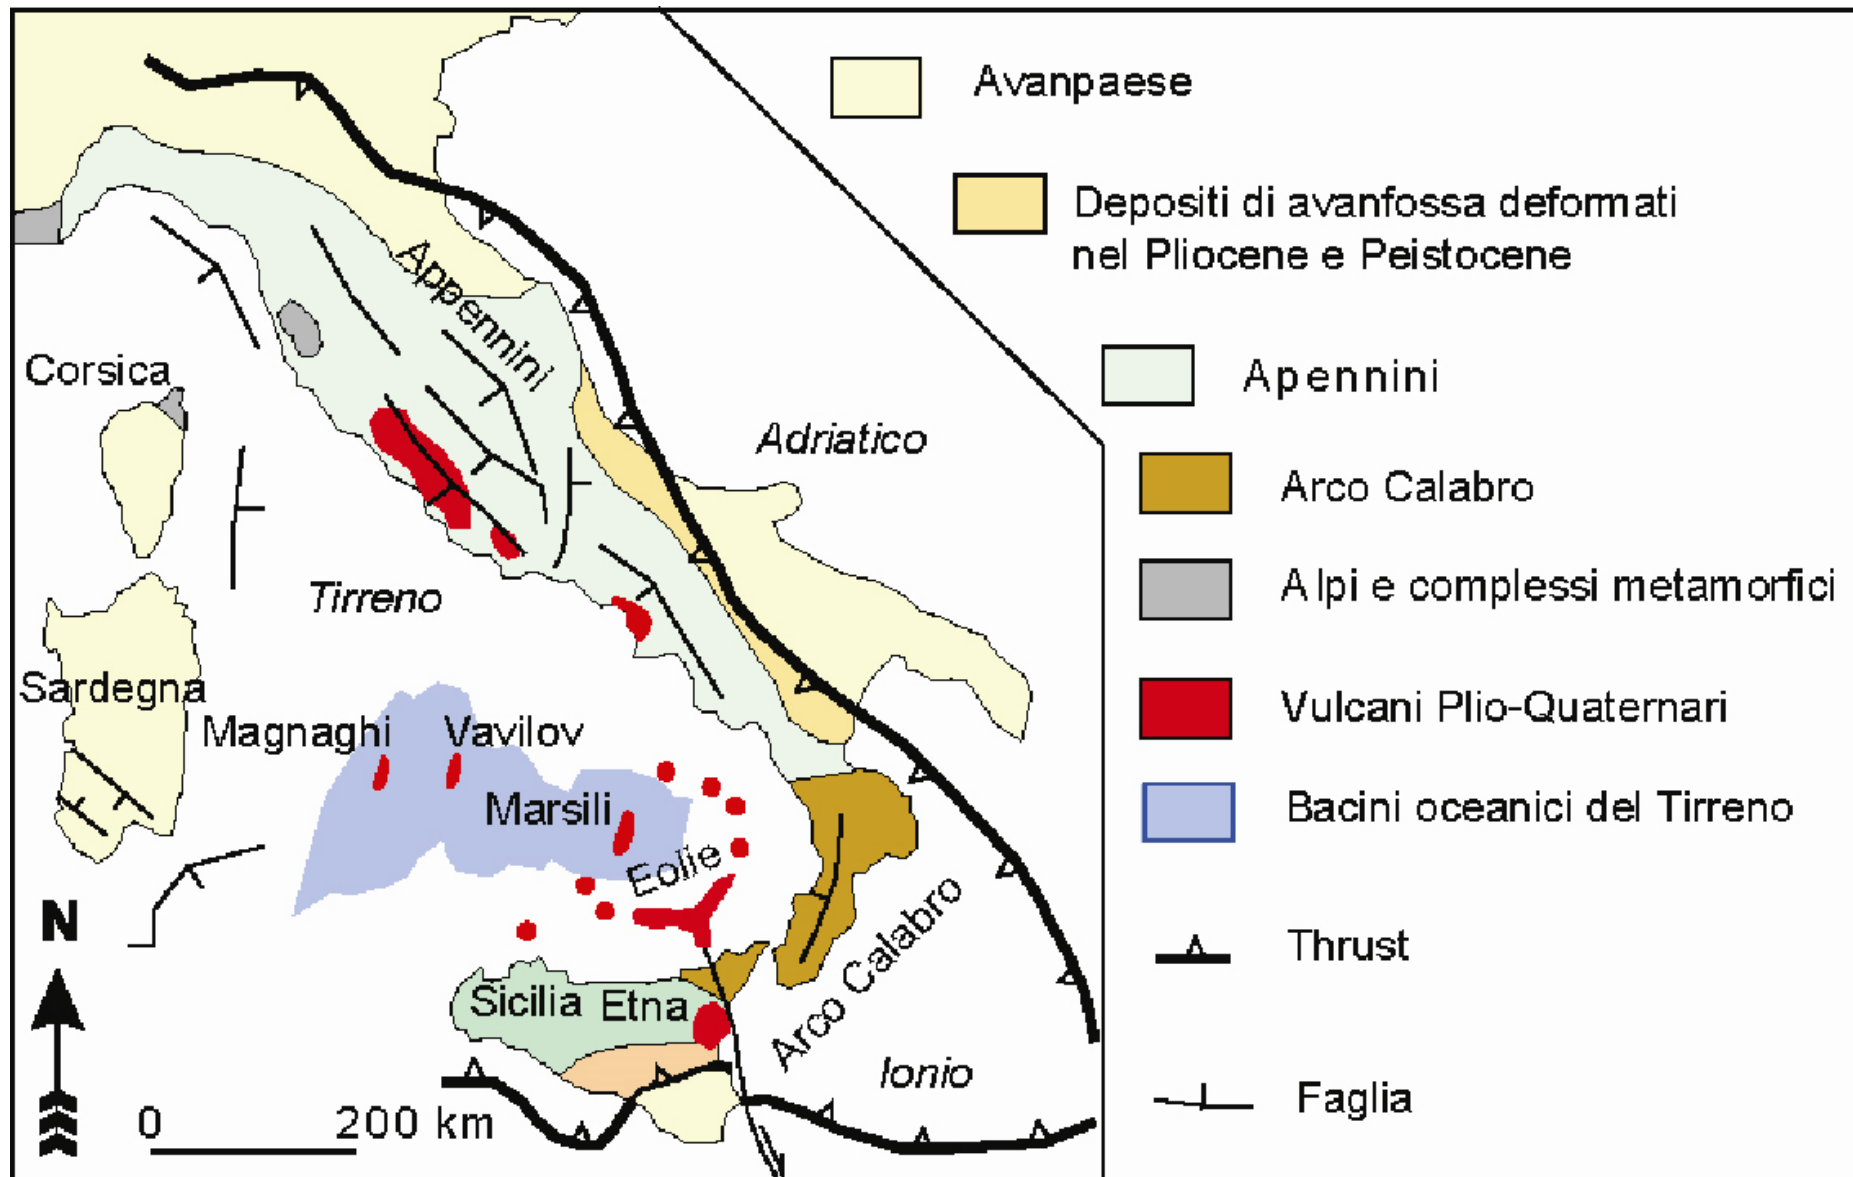 Avanpaese
Depositi di avanfossa deformati
nel Pliocene e Peistocene
Apennini
Arco Calabro
Alpi e complessi metamorfici
Vulcani Plio-Quaternari
Bacini oceanici del Tirreno
Thrust
Faglia
Appennini
Corsica
Adriatico
Tirreno
Sardegna
Magnaghi
Vavilov
Marsili
Eolie
N
Arco Calabro
Sicilia
Etna
Ionio
0
200 km